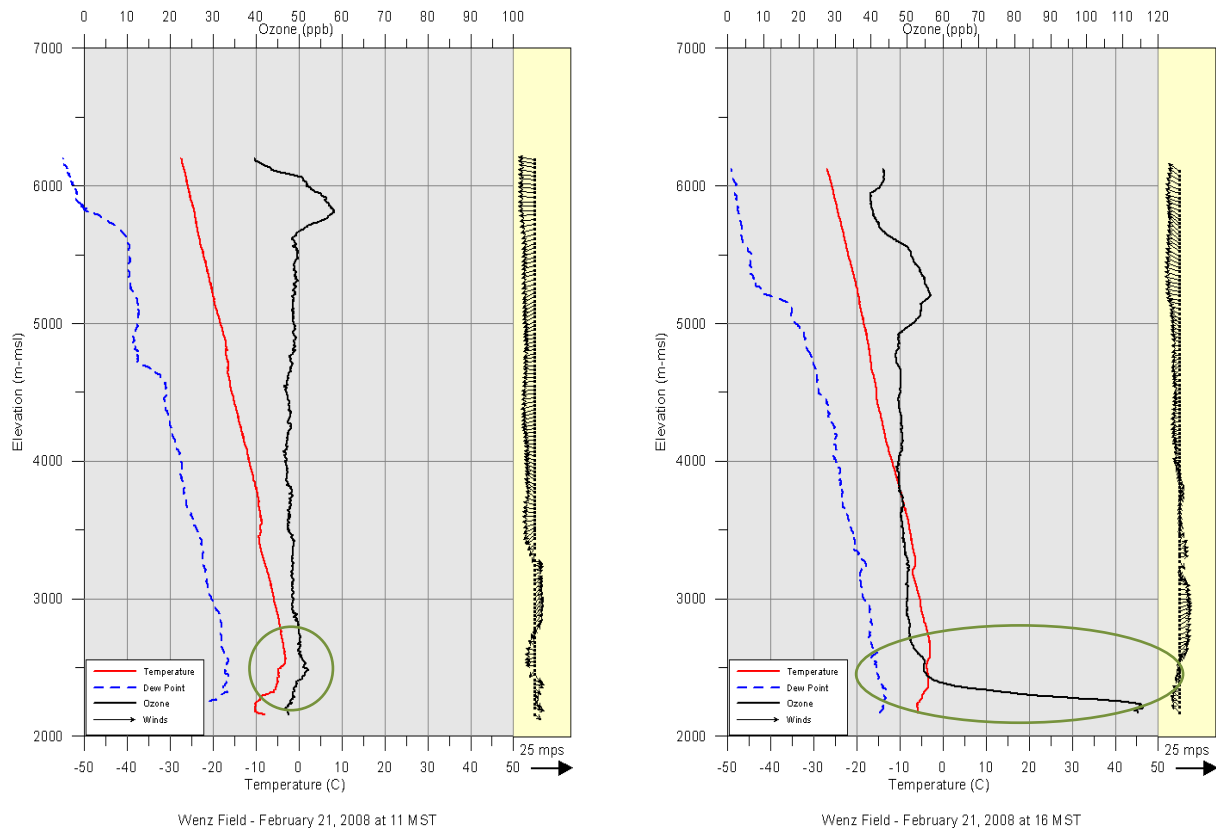 0 10 20 30 40 50 60 70 80 90 100
Ozone (ppb)
7000
6000
5000
4000
3000
2000
Elevation (m-msl)
Temperature
Dew Point
Ozone
Winds
25 mps
-50 -40 -30 -20 -10 0 10 20 30 40 50
Temperature (C)
Wenz Field - February 21, 2008 at 11 MST
0 10 20 30 40 50 60 70 80 90 100 110 120
Ozone (ppb)
7000
6000
5000
4000
3000
2000
Elevation (m-msl)
Temperature
Dew Point
Ozone
Winds
25 mps
-50 -40 -30 -20 -10 0 10 20 30 40 50
Temperature (C)
Wenz Field - February 21, 2008 at 16 MST